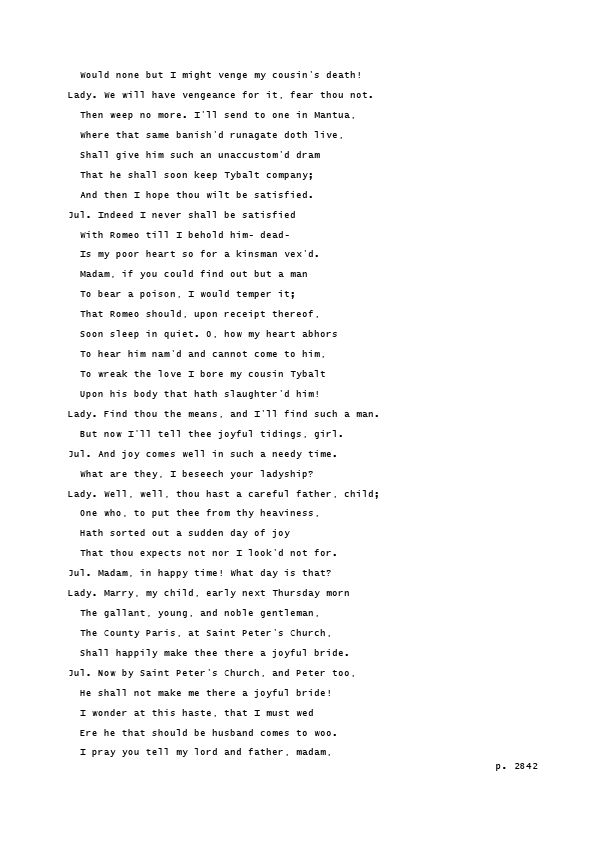 Would none but I might venge my cousin's death!
Lady. We will have vengeance for it, fear thou not.
Then weep no more. I'll send to one in Mantua,
Where that same banish'd runagate doth live,
Shall give him such an unaccustom'd dram
That he shall soon keep Tybalt company;
And then I hope thou wilt be satisfied.
Jul. Indeed I never shall be satisfied
With Romeo till I behold him- dead-
Is my poor heart so for a kinsman vex'd.
Madam, if you could find out but a man
To bear a poison, I would temper it;
That Romeo should, upon receipt thereof,
Soon sleep in quiet. O, how my heart abhors
To hear him nam'd and cannot come to him,
To wreak the love I bore my cousin Tybalt
Upon his body that hath slaughter'd him!
Lady. Find thou the means, and I'll find such a man.
But now I'll tell thee joyful tidings, girl.
Jul. And joy comes well in such a needy time.
What are they, I beseech your ladyship?
Lady. Well, well, thou hast a careful father, child;
One who, to put thee from thy heaviness,
Hath sorted out a sudden day of joy
That thou expects not nor I look'd not for.
Jul. Madam, in happy time! What day is that?
Lady. Marry, my child, early next Thursday morn
The gallant, young, and noble gentleman,
The County Paris, at Saint Peter's Church,
Shall happily make thee there a joyful bride.
Jul. Now by Saint Peter's Church, and Peter too,
He shall not make me there a joyful bride!
I wonder at this haste, that I must wed
Ere he that should be husband comes to woo.
I pray you tell my lord and father, madam,
p. 2842